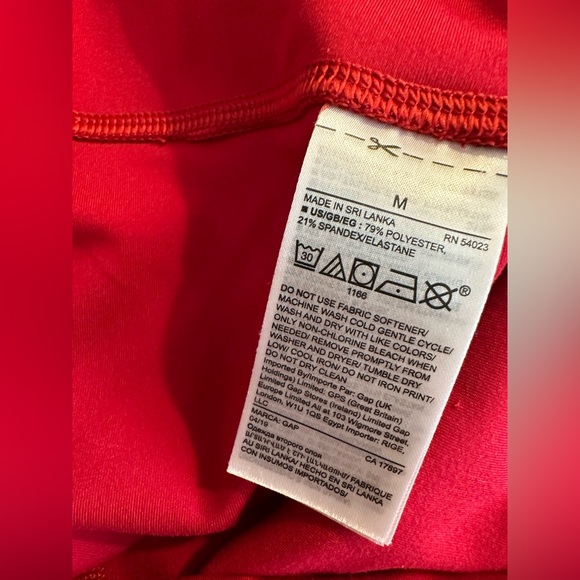 M
MADE IN SRI LANKA RN 54023
■ US/GB/EG : 79% POLYESTER,
21% SPANDEX/ELASTANE
30
1166
®
DO NOT USE FABRIC SOFTENER/
MACHINE WASH COLD GENTLE CYCLE/
WASH AND DRY WITH LIKE COLORS/
ONLY NON-CHLORINE BLEACH WHEN
NEEDED/ REMOVE PROMPTLY FROM
WASHER AND DRYER/ TUMBLE DRY
LOW/ COOL IRON/ DO NOT IRON PRINT/
DO NOT DRY CLEAN
Imported By/Importe Par: Gap (UK
Holdings) Limited, GPS (Great Britain)
Limited Gap Stores (Ireland) Limited Gap
Europe Limited All at 103 Wigmore Street,
London, W1U 1QS Egypt Importer: RIGE,
LLC
MARCA: GAP CA 17897
04/19
Одежда второго слоя
FABRIQUE
AU SRI LANKA/ HECHO EN SRI LANKA
CON INSUMOS IMPORTADOS/